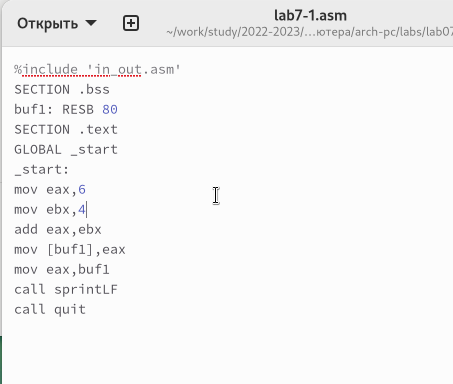 Открыть
lab7-1.asm
~/work/study/2022-2023/…ютера/arch-pc/labs/lab07
%include 'in_out.asm'
SECTION .bss
buf1: RESB 80
SECTION .text
GLOBAL _start
_start:
mov eax,6
mov ebx,4
add eax,ebx
mov [buf1],eax
mov eax,buf1
call sprintLF
call quit